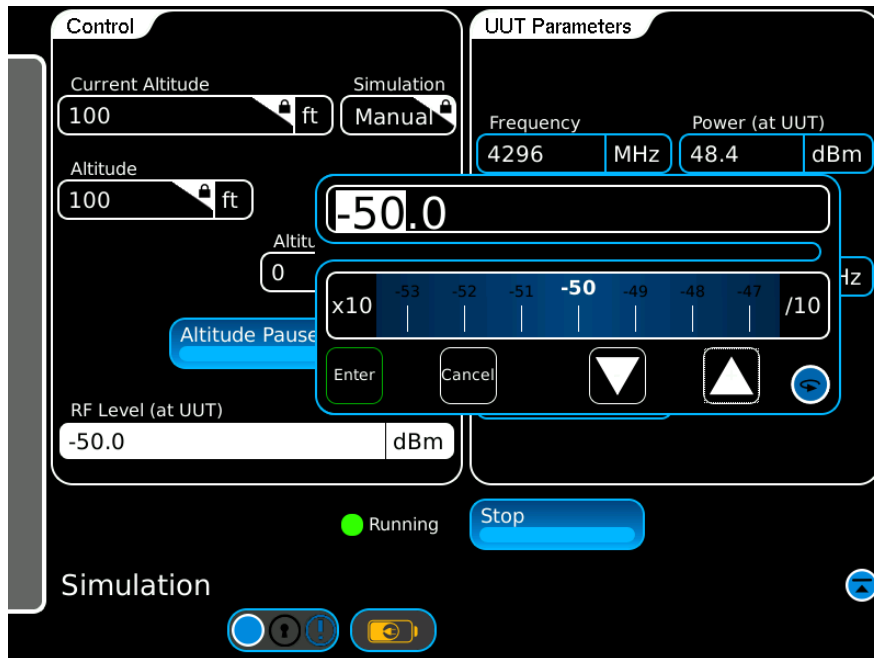 Control
UUT Parameters
Current Altitude
Simulation
100
ft
Manual
Frequency
Power (at UUT)
4296
MHz
48.4
dBm
Altitude
100
ft
-50.0
0
x10
-53
-52
-51
-50
-49
-48
-47
/10
Altitude Pause
Enter
Cancel
RF Level (at UUT)
-50.0
dBm
Running
Stop
Simulation